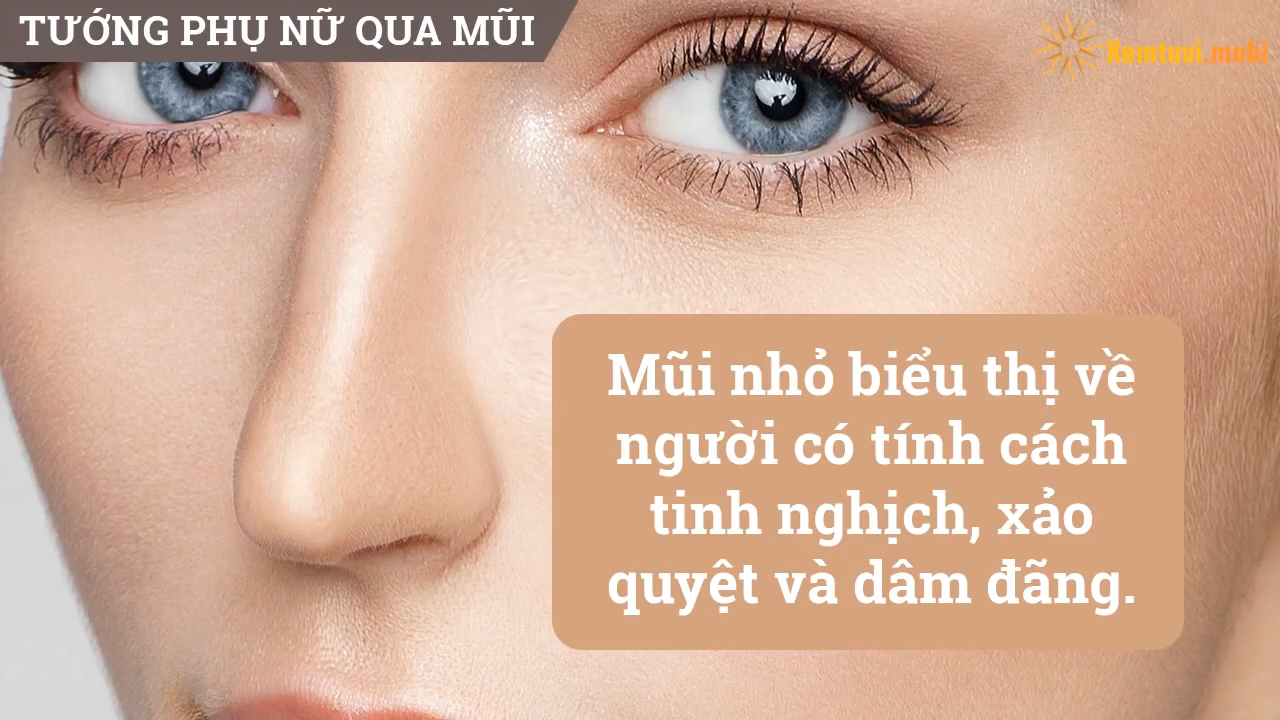 TƯỚNG PHỤ NỮ QUA MŨI
Xemtuvi.mobi
Mũi nhỏ biểu thị về
người có tính cách
tinh nghịch, xảo
quyệt và dâm đãng.